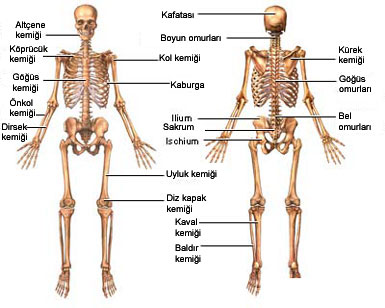 Altçene
kemiği
Köprücük
kemiği
Göğüs
kemiği
Önkol
kemiği
Dirsek
kemiği
Kol kemiği
Kaburga
Uyluk kemiği
Diz kapak
kemiği
Kafatası
Boyun omurları
Kürek
kemiği
Göğüs
omurları
Bel
omurları
Ilium
Sakrum
Ischium
Kaval
kemiği
Baldır
kemiği